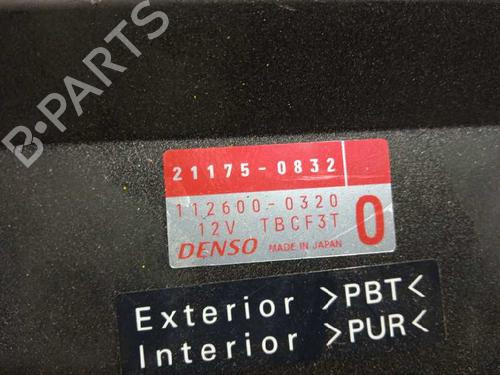 B-PARTS
21175-0832
112600-0320
12V TBCF3T
0
DENSO MADE IN JAPAN
Exterior >PBT<
Interior >PUR<